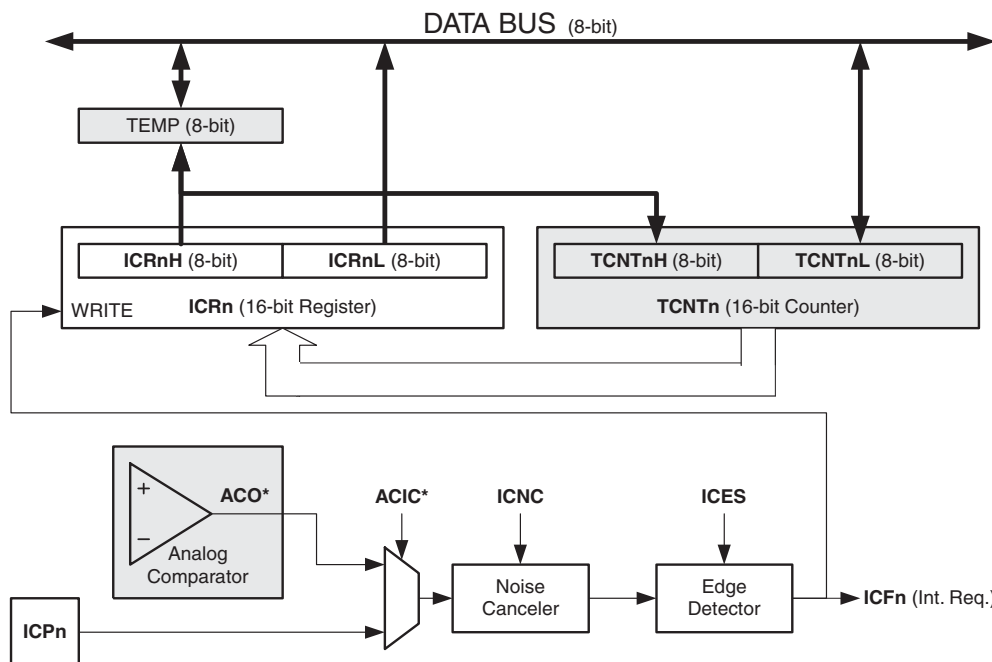 DATA BUS (8-bit)
TEMP (8-bit)
ICRnH (8-bit) ICRnL (8-bit) TCNTnH (8-bit) TCNTnL (8-bit)
WRITE ICRn (16-bit Register) TCNTn (16-bit Counter)
+ ACO* ACIC* ICNC ICES
−
Analog
Comparator
Noise
Canceler
Edge
Detector
ICFn (Int. Req.)
ICPn